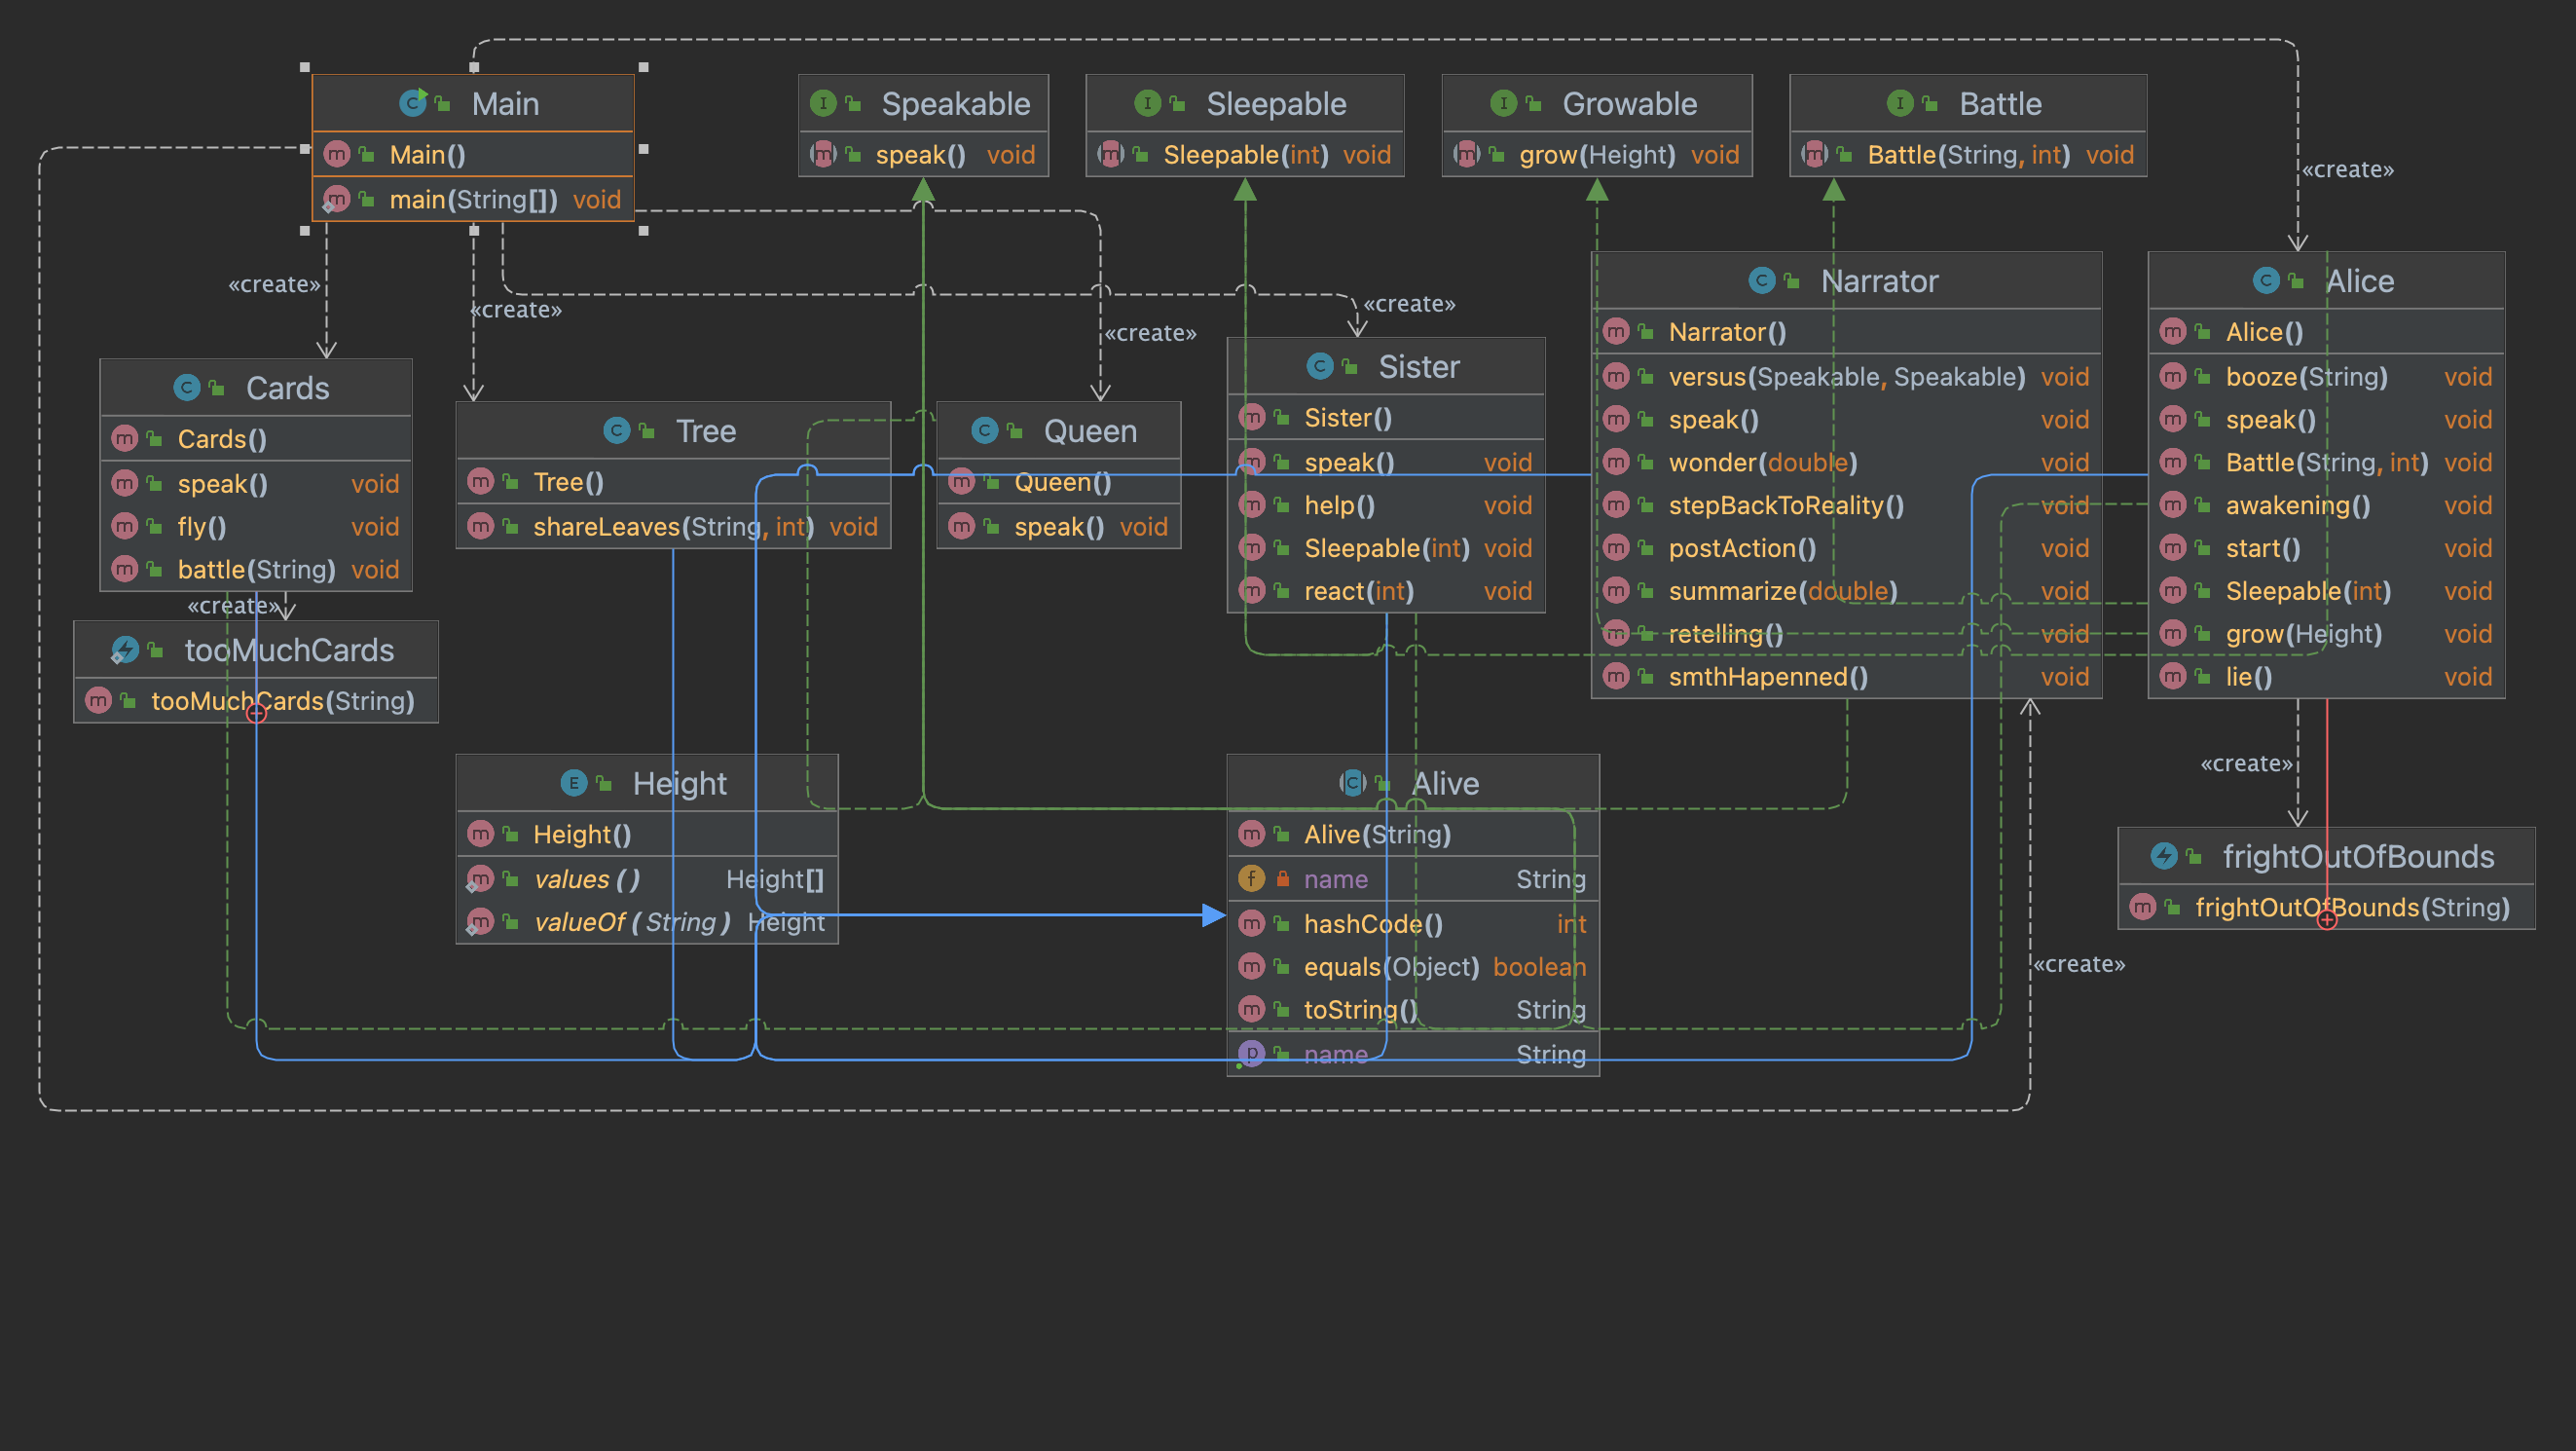 Main
Main()
main(String[]) void
Speakable
speak() void
Sleepable
Sleepable(int) void
Growable
grow(Height) void
Battle
Battle(String, int) void
«create»
«create»
«create»
«create»
«create»
Cards
Cards()
speak() void
fly() void
battle(String) void
«create»
tooMuchCards
tooMuchCards(String)
Tree
Tree()
shareLeaves(String, int) void
Queen
Queen()
speak() void
Sister
Sister()
speak() void
help() void
Sleepable(int) void
react(int) void
Narrator
Narrator()
versus(Speakable, Speakable) void
speak() void
wonder(double) void
stepBackToReality() void
postAction() void
summarize(double) void
retelling() void
smthHapenned() void
Alice
Alice()
booze(String) void
speak() void
Battle(String, int) void
awakening() void
start() void
Sleepable(int) void
grow(Height) void
lie() void
Height
Height()
values () Height[]
valueOf (String) Height
Alive
Alive(String)
name String
hashCode() int
equals(Object) boolean
toString() String
name String
«create»
frightOutOfBounds
frightOutOfBounds(String)
«create»